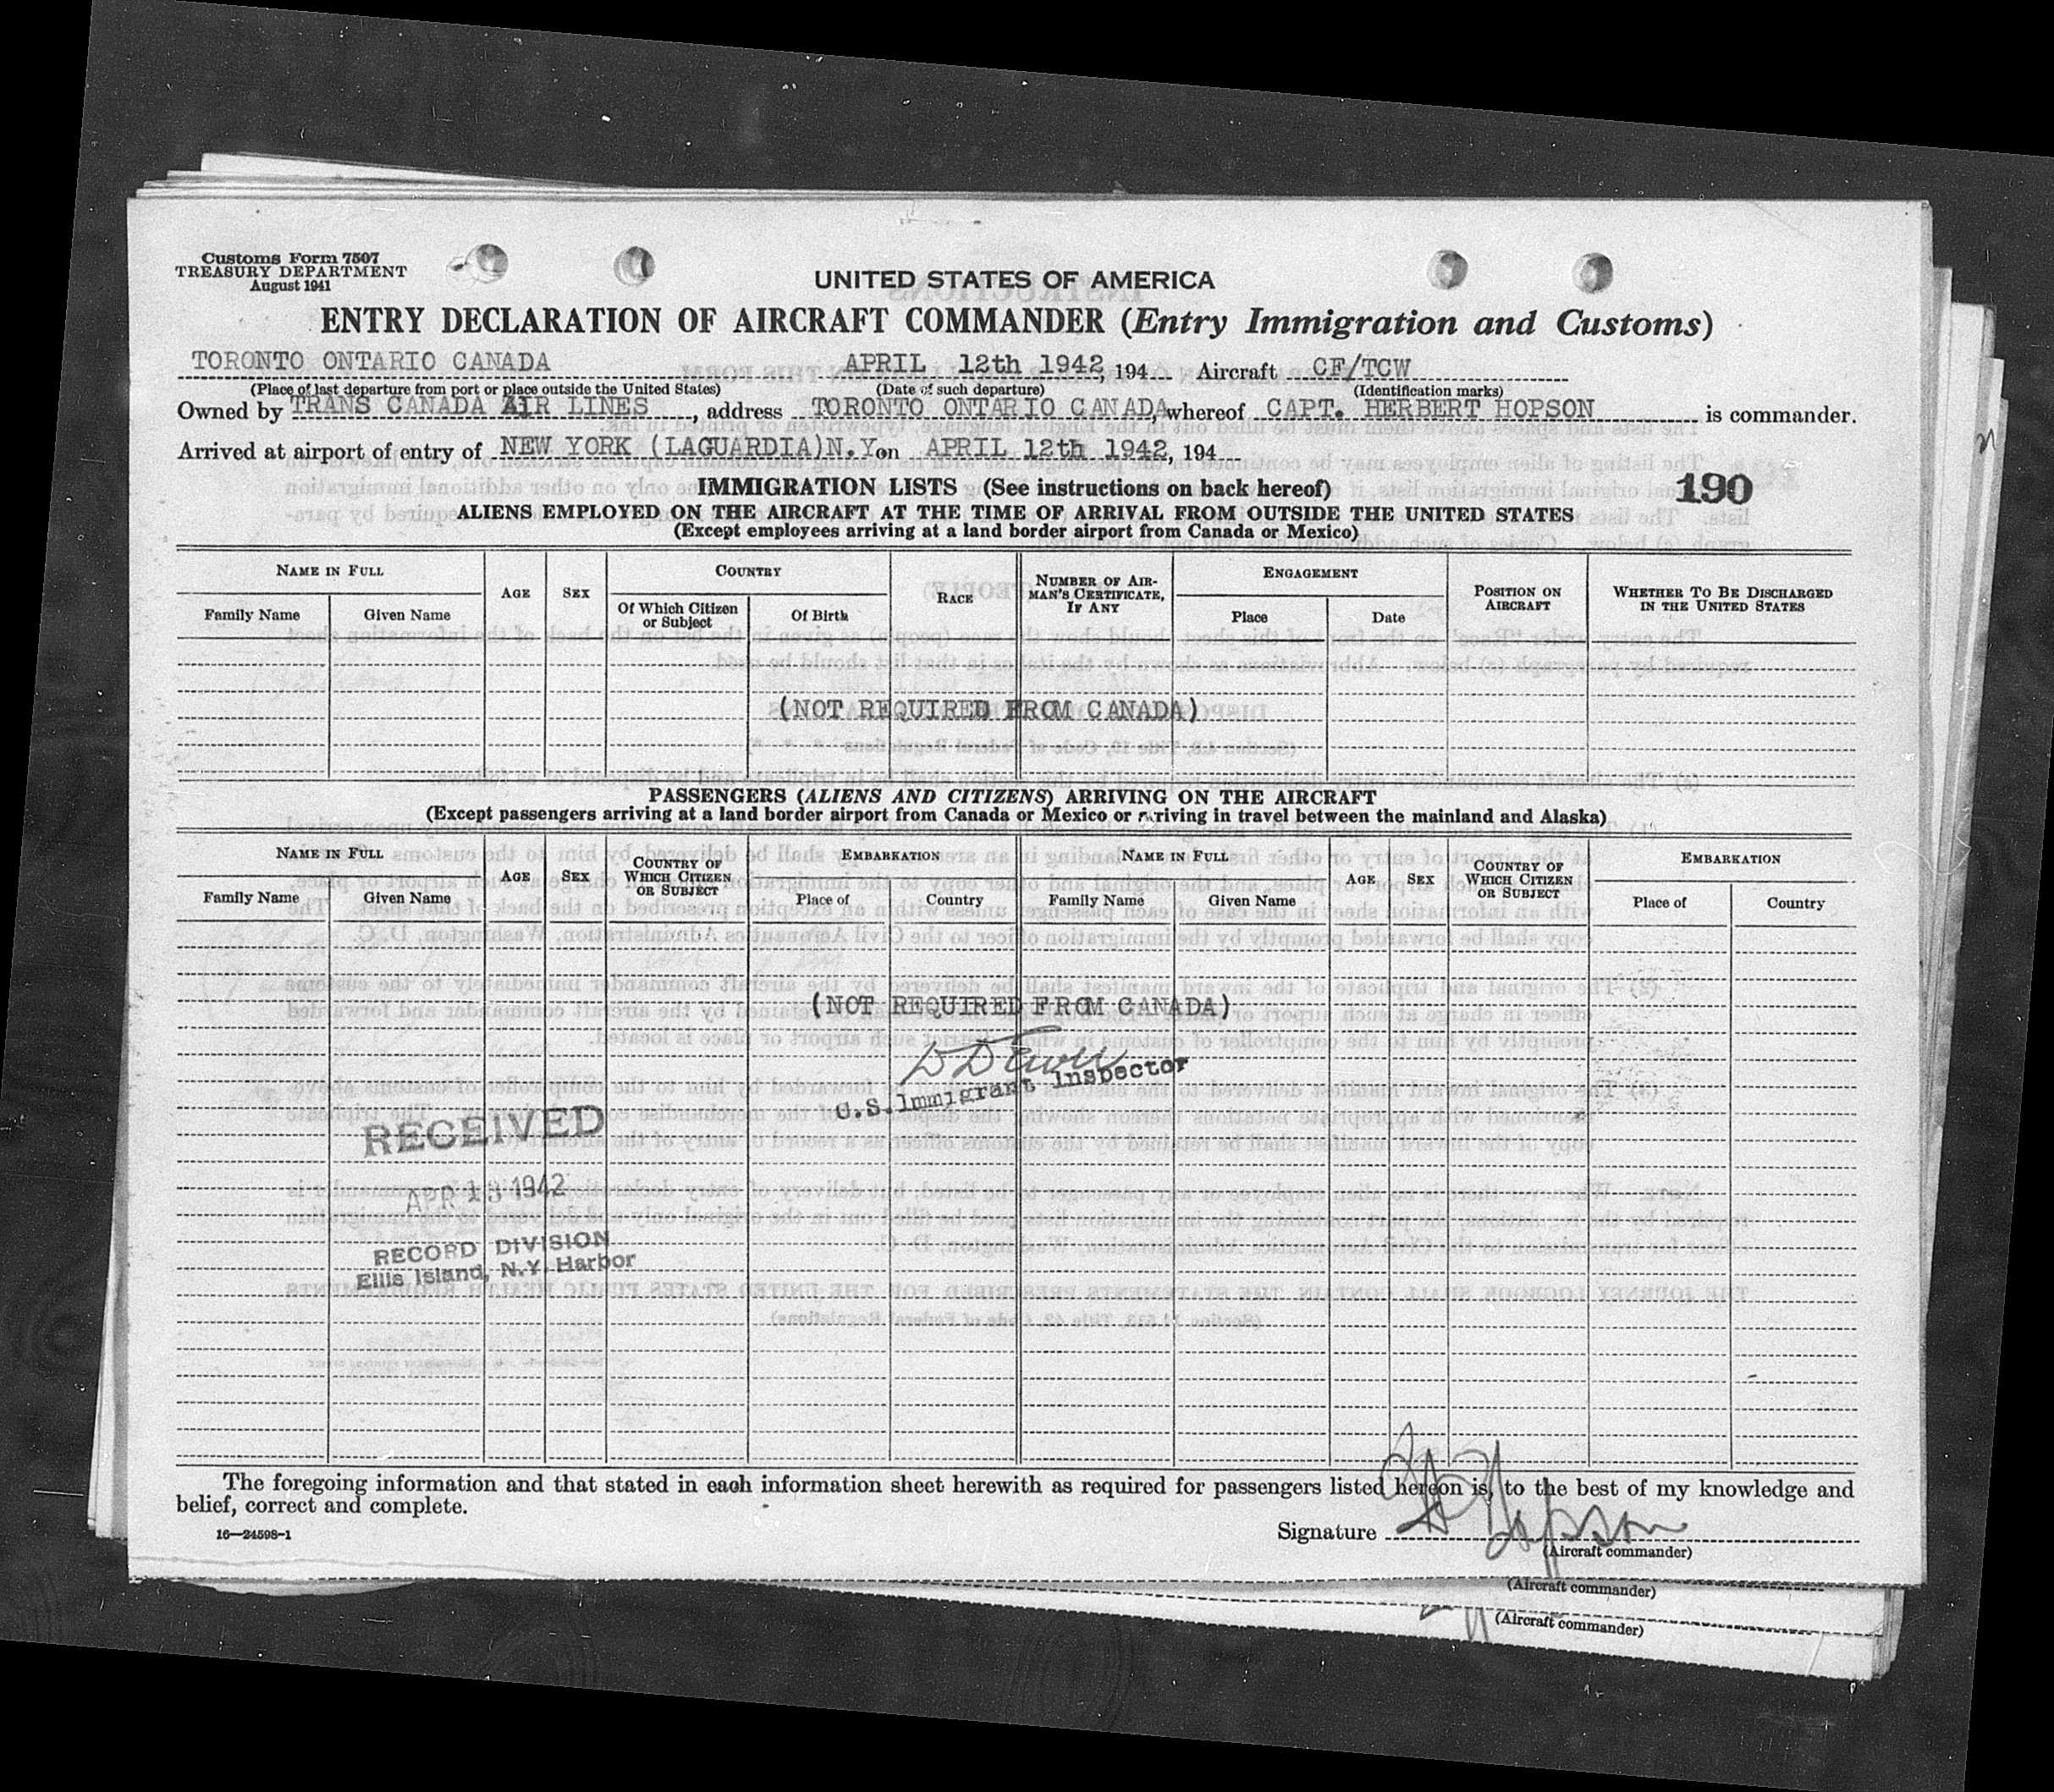 Customs Form 7507
TREASURY DEPARTMENT
August 1941
UNITED STATES OF AMERICA
ENTRY DECLARATION OF AIRCRAFT COMMANDER (Entry Immigration and Customs)
TORONTO ONTARIO CANADA APRIL 12th 1942, 194 Aircraft CF/TCW
(Place of last departure from port or place outside the United States) (Date of such departure) (Identification marks)
Owned by TRANS CANADA AIR LINES, address TORONTO ONTARIO CANADA whereof CAPT. HERBERT HOPSON is commander.
Arrived at airport of entry of NEW YORK (LAGUARDIA)N.Y. on APRIL 12th 1942, 194
190
IMMIGRATION LISTS (See instructions on back hereof)
ALIENS EMPLOYED ON THE AIRCRAFT AT THE TIME OF ARRIVAL FROM OUTSIDE THE UNITED STATES
(Except employees arriving at a land border airport from Canada or Mexico)
NAME IN FULL AGE SEX COUNTRY RACE NUMBER OF AIR-MAN'S CERTIFICATE, IF ANY ENGAGEMENT POSITION ON AIRCRAFT WHETHER TO BE DISCHARGED IN THE UNITED STATES
Family Name Given Name Of Which Citizen or Subject Of Birth Place Date
(NOT REQUIRED FROM CANADA)
PASSENGERS (ALIENS AND CITIZENS) ARRIVING ON THE AIRCRAFT
(Except passengers arriving at a land border airport from Canada or Mexico or arriving in travel between the mainland and Alaska)
NAME IN FULL AGE SEX COUNTRY OF WHICH CITIZEN OR SUBJECT EMBARKATION NAME IN FULL AGE SEX COUNTRY OF WHICH CITIZEN OR SUBJECT EMBARKATION
Family Name Given Name Place of Country Family Name Given Name Place of Country
(NOT REQUIRED FROM CANADA)
U.S. Immigrant Inspector
RECEIVED
APR 13 1942
RECORD DIVISION
Ellis Island, N.Y. Harbor
The foregoing information and that stated in each information sheet herewith as required for passengers listed hereon is, to the best of my knowledge and
belief, correct and complete.
16—24598-1
Signature H Hopson
(Aircraft commander)
(Aircraft commander)
(Aircraft commander)